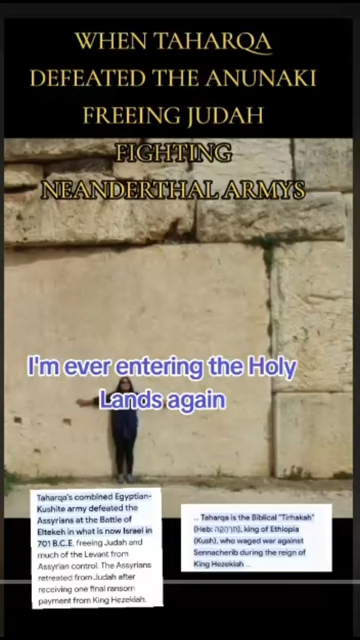 WHEN TAHARQA
DEFEATED THE ANUNAKI
FREEING JUDAH
FIGHTING
NEANDERTHAL ARMYS
I'm ever entering the Holy
Lands again
Taharqa's combined Egyptian-
Kushite army defeated the
Assyrians at the Battle of
Eltekeh in what is now Israel in
701 B.C.E. freeing Judah and
much of the Levant from
Assyrian control. The Assyrians
retreated from Judah after
receiving one final ransom
payment from King Hezekiah.
... Taharqa is the Biblical "Tirhakah"
(Heb: תרהקה), king of Ethiopia
(Kush), who waged war against
Sennacherib during the reign of
King Hezekiah ...